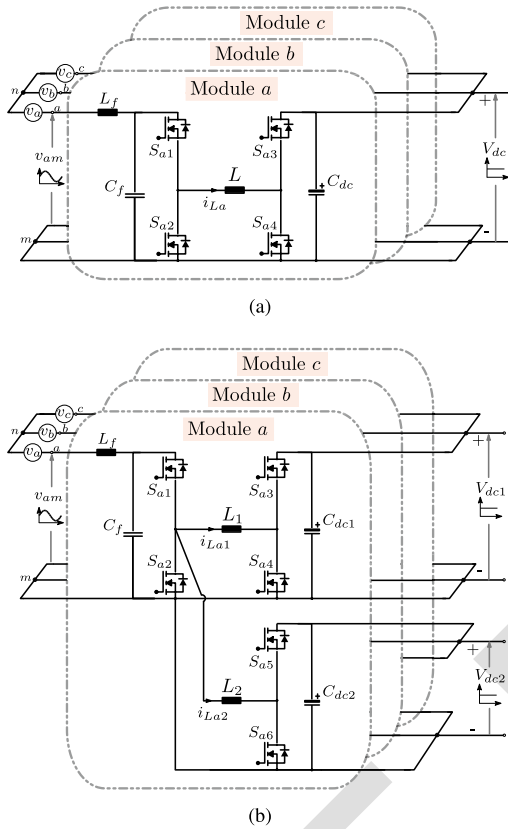 Module c
Module b
Module a
v_c c
n v_b b
v_a a
L_f
S_a1
S_a3
+
v_am
C_f
L
i_La
C_dc
V_dc
S_a2
S_a4
m
-
(a)
Module c
Module b
Module a
v_c c
n v_b b
v_a a
L_f
S_a1
S_a3
+
v_am
C_f
L_1
i_La1
C_dc1
V_dc1
S_a2
S_a4
m
-
S_a5
+
L_2
i_La2
C_dc2
V_dc2
S_a6
-
(b)